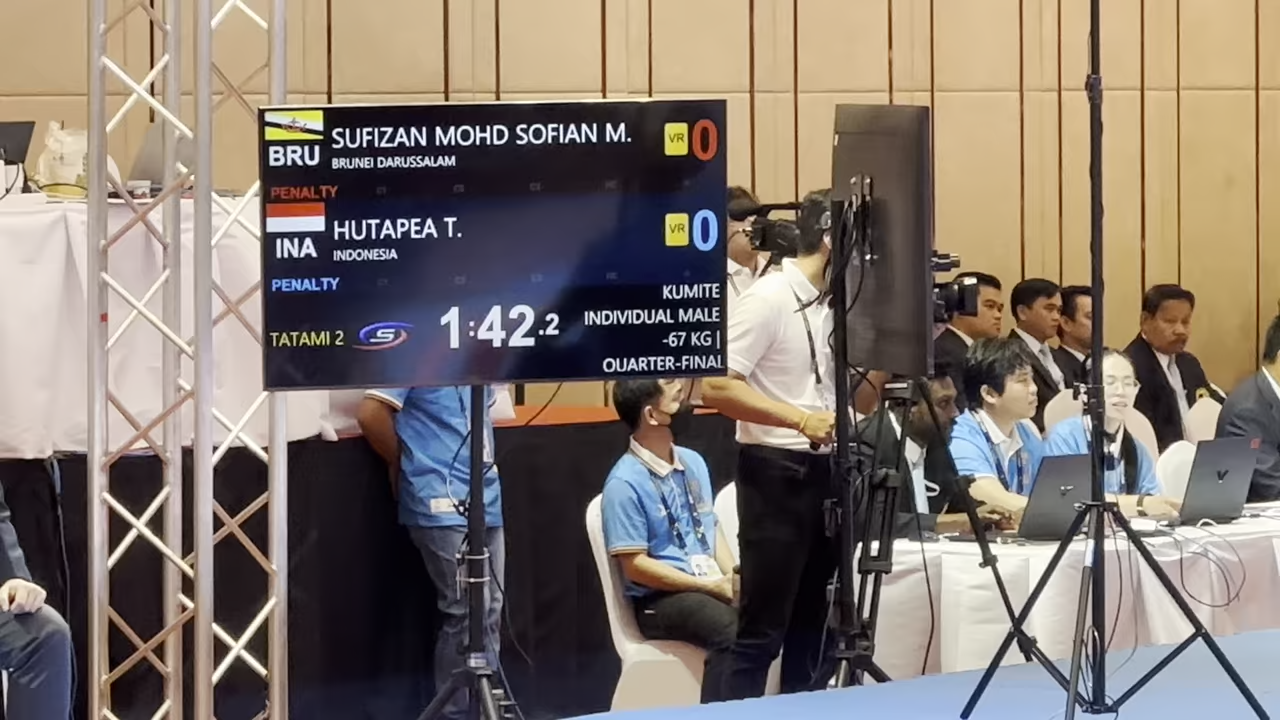 SUFIZAN MOHD SOFIAN M.
VR 0
BRU
BRUNEI DARUSSALAM
PENALTY
HUTAPEA T.
VR 0
INA
INDONESIA
PENALTY
KUMITE
INDIVIDUAL MALE
-67 KG |
QUARTER-FINAL
1:42.2
TATAMI 2
S